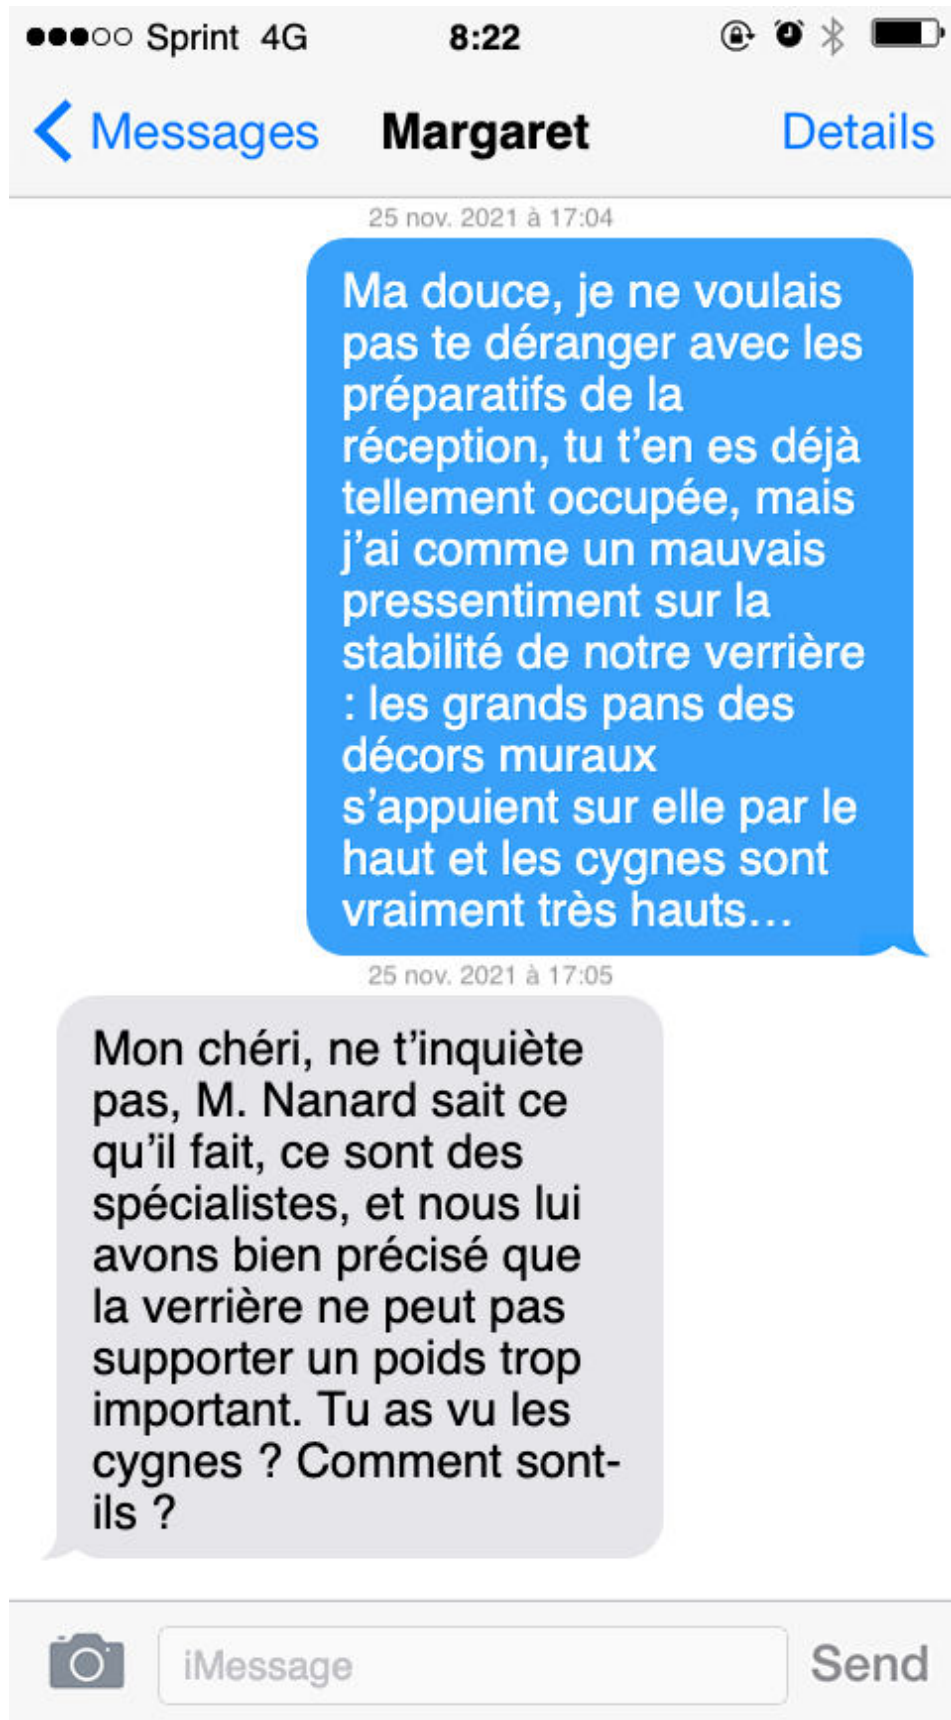 Sprint 4G 8:22
Messages Margaret Details
25 nov. 2021 à 17:04
Ma douce, je ne voulais
pas te déranger avec les
préparatifs de la
réception, tu t’en es déjà
tellement occupée, mais
j’ai comme un mauvais
pressentiment sur la
stabilité de notre verrière
: les grands pans des
décors muraux
s’appuient sur elle par le
haut et les cygnes sont
vraiment très hauts…
25 nov. 2021 à 17:05
Mon chéri, ne t’inquiète
pas, M. Nanard sait ce
qu’il fait, ce sont des
spécialistes, et nous lui
avons bien précisé que
la verrière ne peut pas
supporter un poids trop
important. Tu as vu les
cygnes ? Comment sont-
ils ?
iMessage Send